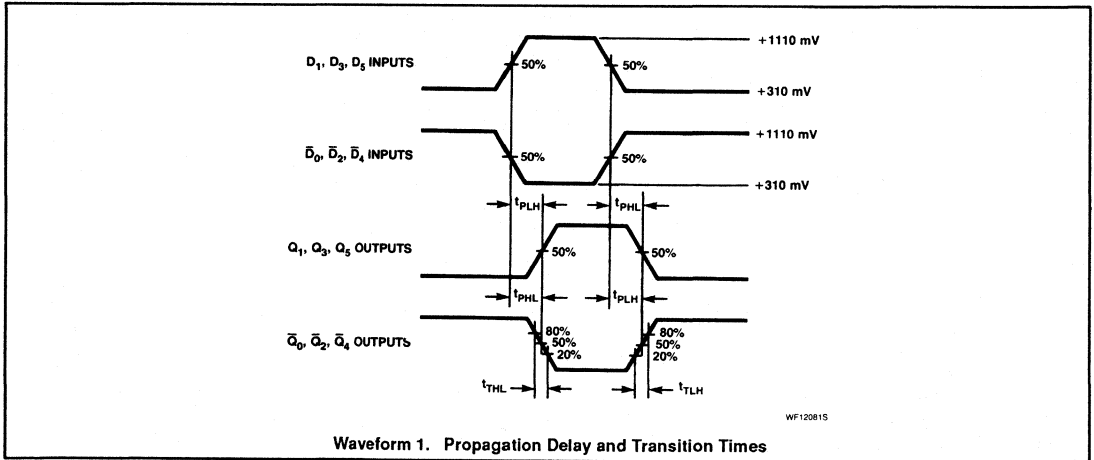 +1110 mV
D1, D3, D5 INPUTS
50%
50%
+310 mV
+1110 mV
D̄0, D̄2, D̄4 INPUTS
50%
50%
+310 mV
tPLH
tPHL
Q1, Q3, Q5 OUTPUTS
50%
50%
tPHL
tPLH
Q̄0, Q̄2, Q̄4 OUTPUTS
80%
50%
20%
80%
50%
20%
tTHL
tTLH
WF12081S
Waveform 1. Propagation Delay and Transition Times